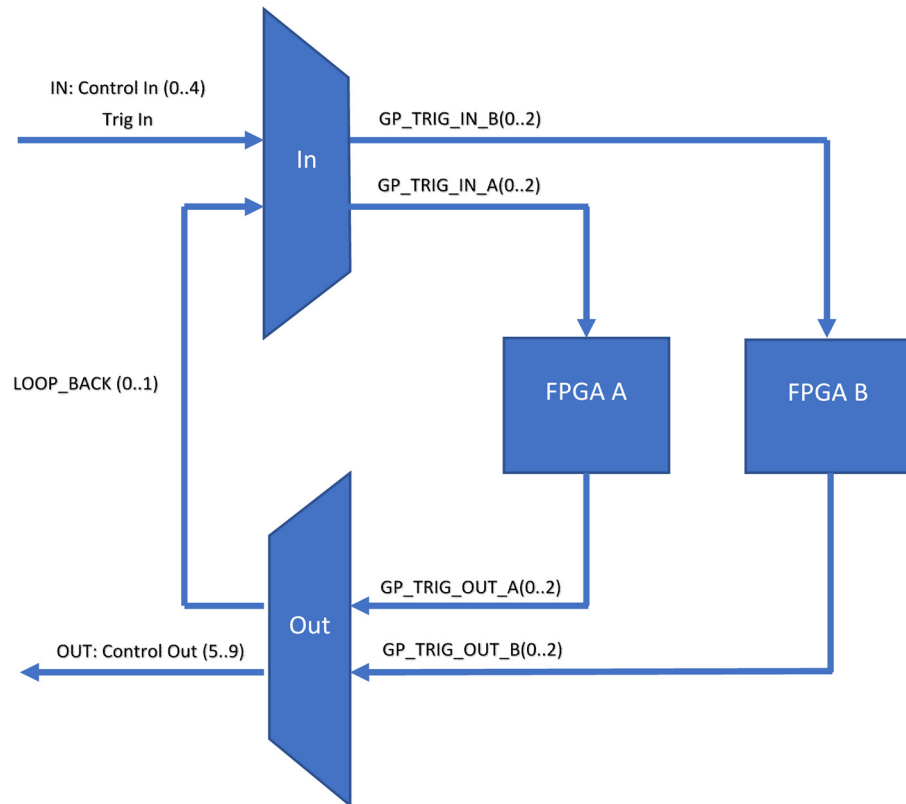 IN: Control In (0..4)
Trig In
GP_TRIG_IN_B(0..2)
In
GP_TRIG_IN_A(0..2)
LOOP_BACK (0..1)
FPGA A
FPGA B
GP_TRIG_OUT_A(0..2)
Out
OUT: Control Out (5..9)
GP_TRIG_OUT_B(0..2)